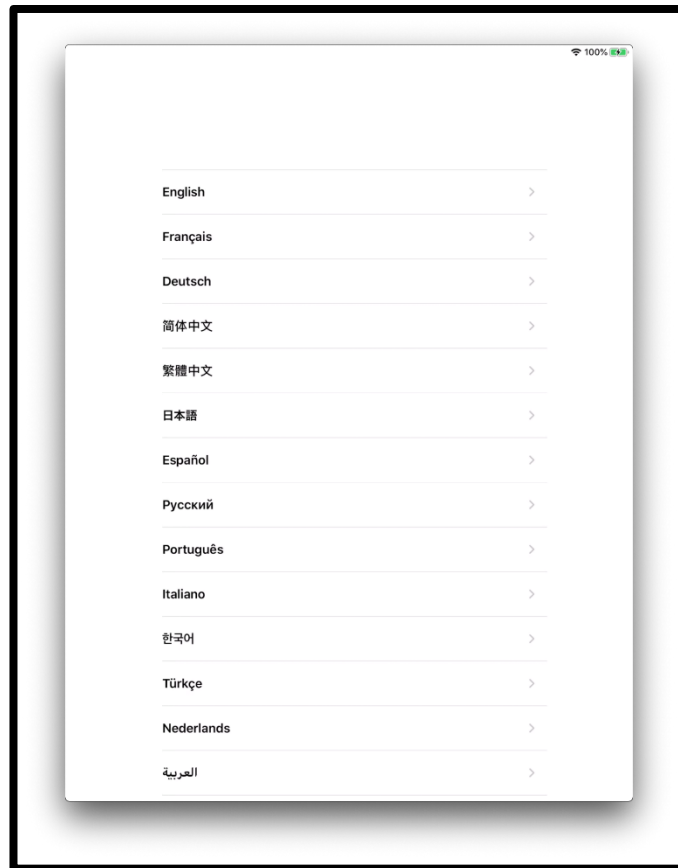 100%
English
Français
Deutsch
简体中文
繁體中文
日本語
Español
Русский
Português
Italiano
한국어
Türkçe
Nederlands
العربية